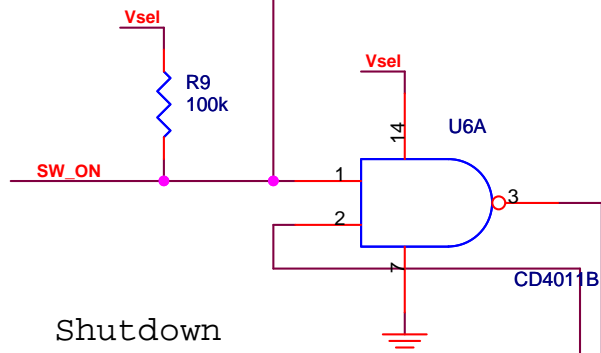 Vsel
Vsel
R9
100k
14
U6A
SW_ON
1
3
2
7
CD4011B
Shutdown